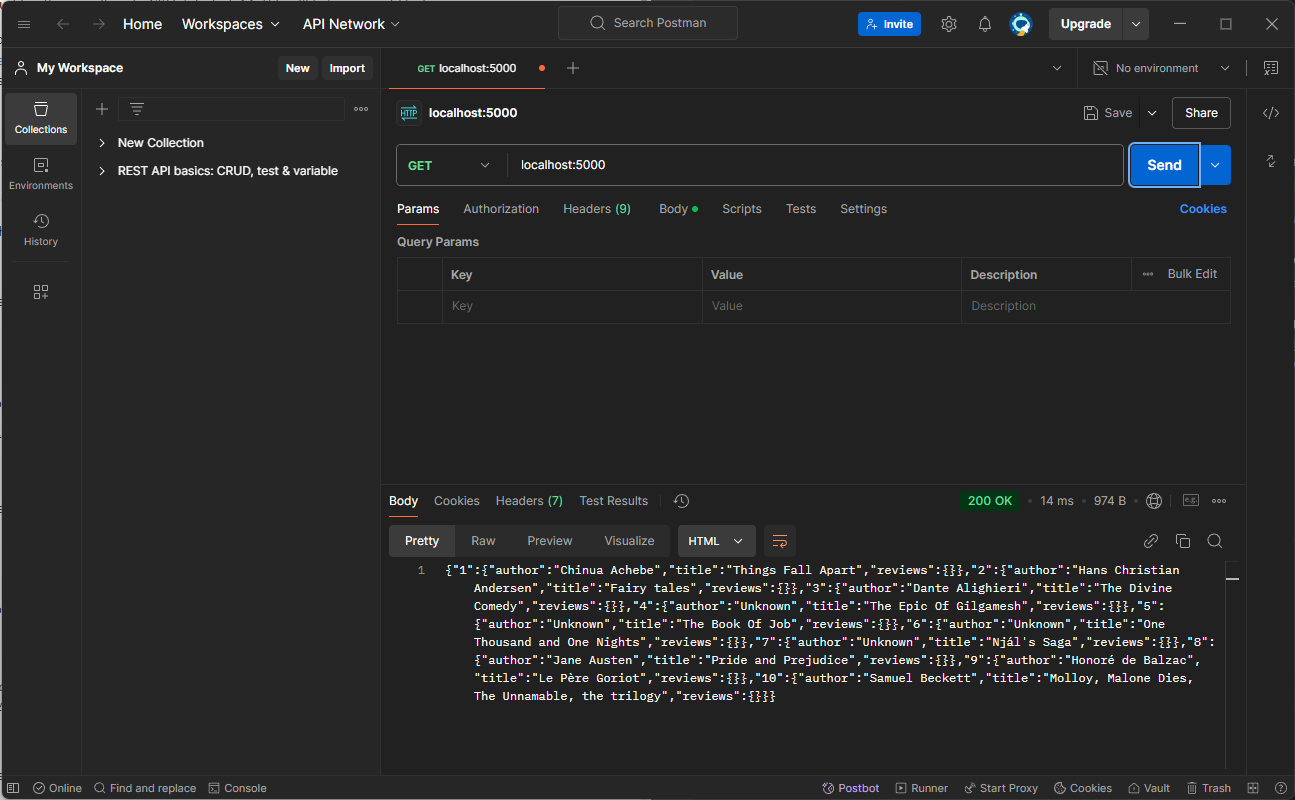 Home Workspaces API Network Search Postman Invite Upgrade
My Workspace New Import GET localhost:5000 No environment
Collections
Environments
History
New Collection
REST API basics: CRUD, test & variable
HTTP localhost:5000 Save Share
GET localhost:5000 Send
Params Authorization Headers (9) Body Scripts Tests Settings Cookies
Query Params
Key Value Description Bulk Edit
Key Value Description
Body Cookies Headers (7) Test Results 200 OK 14 ms 974 B e.g.
Pretty Raw Preview Visualize HTML
1 {"1":{"author":"Chinua Achebe","title":"Things Fall Apart","reviews":{}},"2":{"author":"Hans Christian
Andersen","title":"Fairy tales","reviews":{}},"3":{"author":"Dante Alighieri","title":"The Divine
Comedy","reviews":{}},"4":{"author":"Unknown","title":"The Epic Of Gilgamesh","reviews":{}},"5":
{"author":"Unknown","title":"The Book Of Job","reviews":{}},"6":{"author":"Unknown","title":"One
Thousand and One Nights","reviews":{}},"7":{"author":"Unknown","title":"Njál's Saga","reviews":{}},"8":
{"author":"Jane Austen","title":"Pride and Prejudice","reviews":{}},"9":{"author":"Honoré de Balzac",
"title":"Le Père Goriot","reviews":{}},"10":{"author":"Samuel Beckett","title":"Molloy, Malone Dies,
The Unnamable, the trilogy","reviews":{}}}
Online Find and replace Console Postbot Runner Start Proxy Cookies Vault Trash